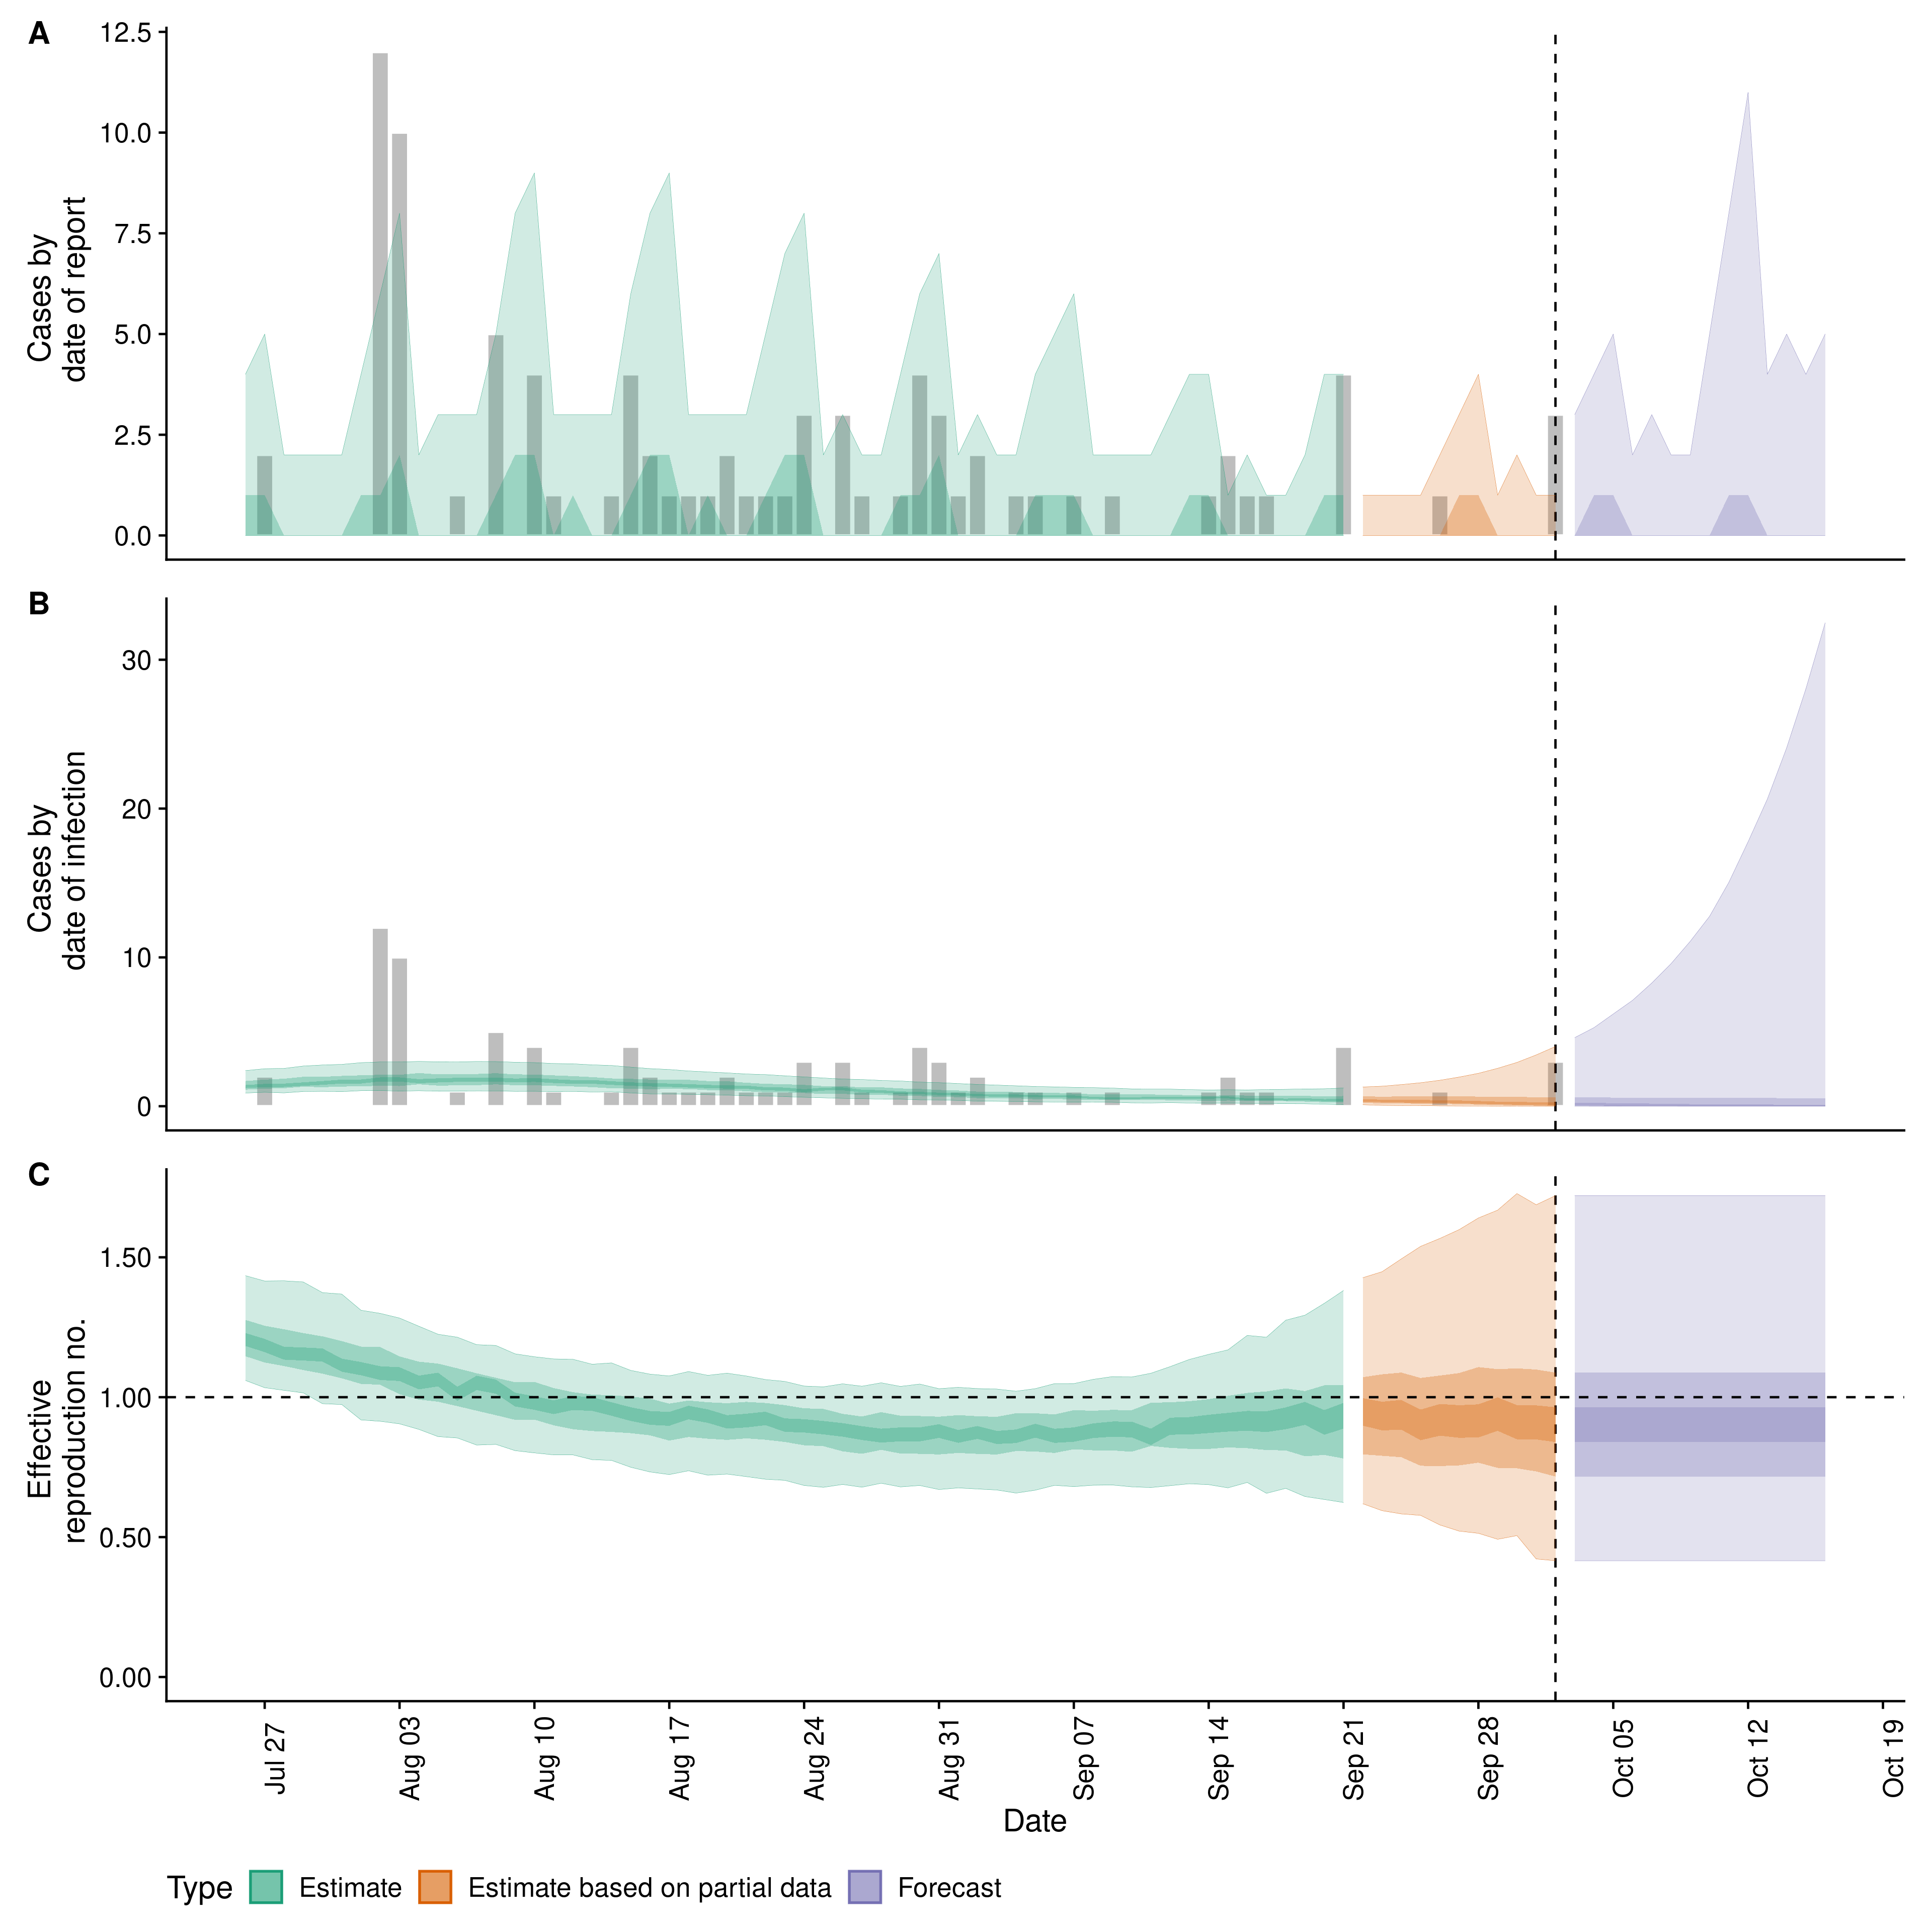 A
Cases by
date of report
12.5
10.0
7.5
5.0
2.5
0.0
B
Cases by
date of infection
30
20
10
0
C
Effective
reproduction no.
1.50
1.00
0.50
0.00
Jul 27
Aug 03
Aug 10
Aug 17
Aug 24
Aug 31
Sep 07
Sep 14
Sep 21
Sep 28
Oct 05
Oct 12
Oct 19
Date
Type Estimate Estimate based on partial data Forecast